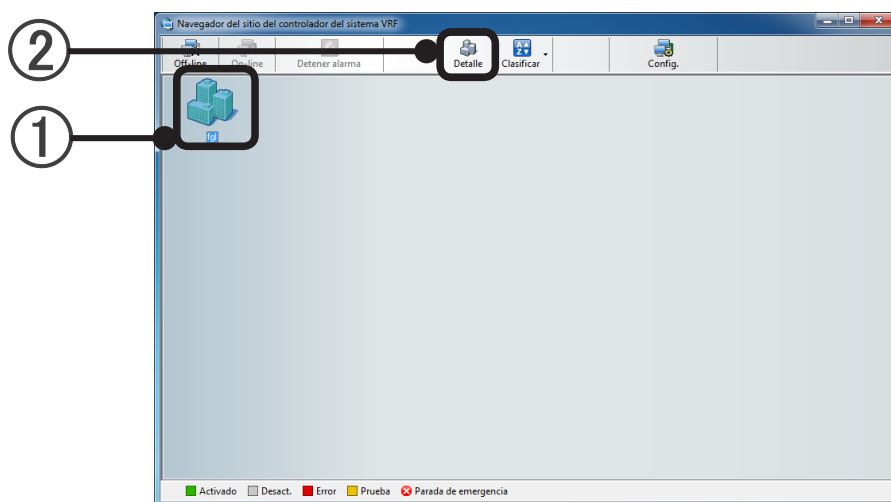 Navegador del sitio del controlador del sistema VRF
②
Off-line On-line Detener alarma Detalle Clasificar Config.
①
fgl
Activado Desact. Error Prueba Parada de emergencia